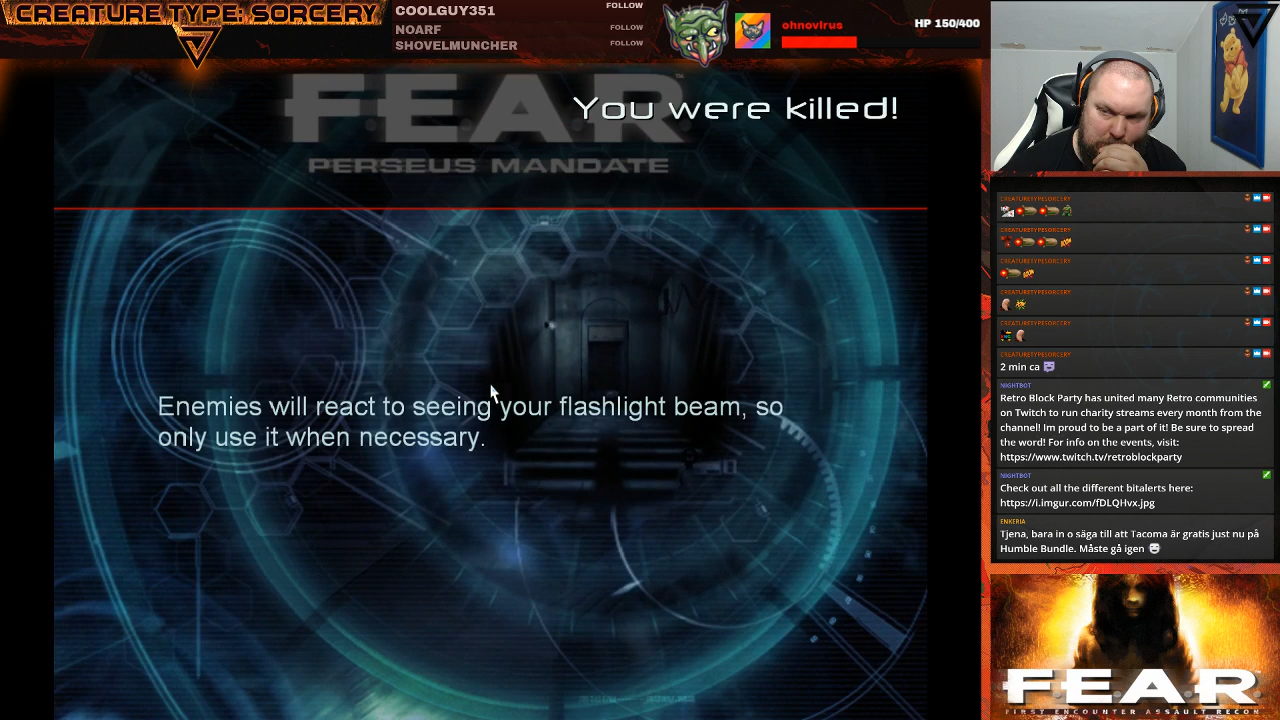 CREATURE TYPE: SORCERY
COOLGUY351
FOLLOW
NOARF
FOLLOW
SHOVELMUNCHER
FOLLOW
ohnovirus
HP 150/400
F.E.A.R
PERSEUS MANDATE
You were killed!
Enemies will react to seeing your flashlight beam, so
only use it when necessary.
CREATURETYPESORCERY
CREATURETYPESORCERY
CREATURETYPESORCERY
CREATURETYPESORCERY
CREATURETYPESORCERY
CREATURETYPESORCERY
2 min ca
NIGHTBOT
Retro Block Party has united many Retro communities
on Twitch to run charity streams every month from the
channel! Im proud to be a part of it! Be sure to spread
the word! For info on the events, visit:
https://www.twitch.tv/retroblockparty
NIGHTBOT
Check out all the different bitalerts here:
https://i.imgur.com/fDLQHvx.jpg
ENKERIA
Tjena, bara in o säga till att Tacoma är gratis just nu på
Humble Bundle. Måste gå igen
F.E.A.R
FIRST ENCOUNTER ASSAULT RECON